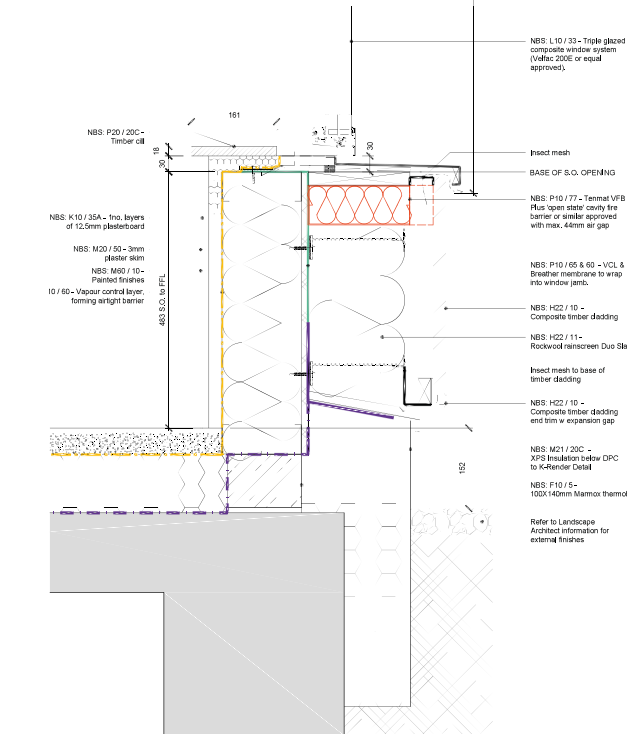 NBS: L10 / 33 - Triple glazed
composite window system
(Velfac 200E or equal
approved).
161
NBS: P20 / 20C -
Timber cill
18
30
30
Insect mesh
BASE OF S.O. OPENING
NBS: P10 / 77 - Tenmat VFB
Plus 'open state' cavity fire
barrier or similar approved
with max. 44mm air gap
NBS: K10 / 35A - 1no. layers
of 12.5mm plasterboard
NBS: M20 / 50 - 3mm
plaster skim
NBS: M60 / 10-
Painted finishes
10 / 60 - Vapour control layer,
forming airtight barrier
483 S.O. to FFL
NBS: P10 / 65 & 60 - VCL &
Breather membrane to wrap
into window jamb.
NBS: H22 / 10 -
Composite timber cladding
NBS: H22 / 11-
Rockwool rainscreen Duo Sla
Insect mesh to base of
timber cladding
NBS: H22 / 10 -
Composite timber cladding
end trim w expansion gap
152
NBS: M21 / 20C -
XPS Insulation below DPC
to K-Render Detail
NBS: F10 / 5-
100X140mm Marmox thermol
Refer to Landscape
Architect information for
external finishes